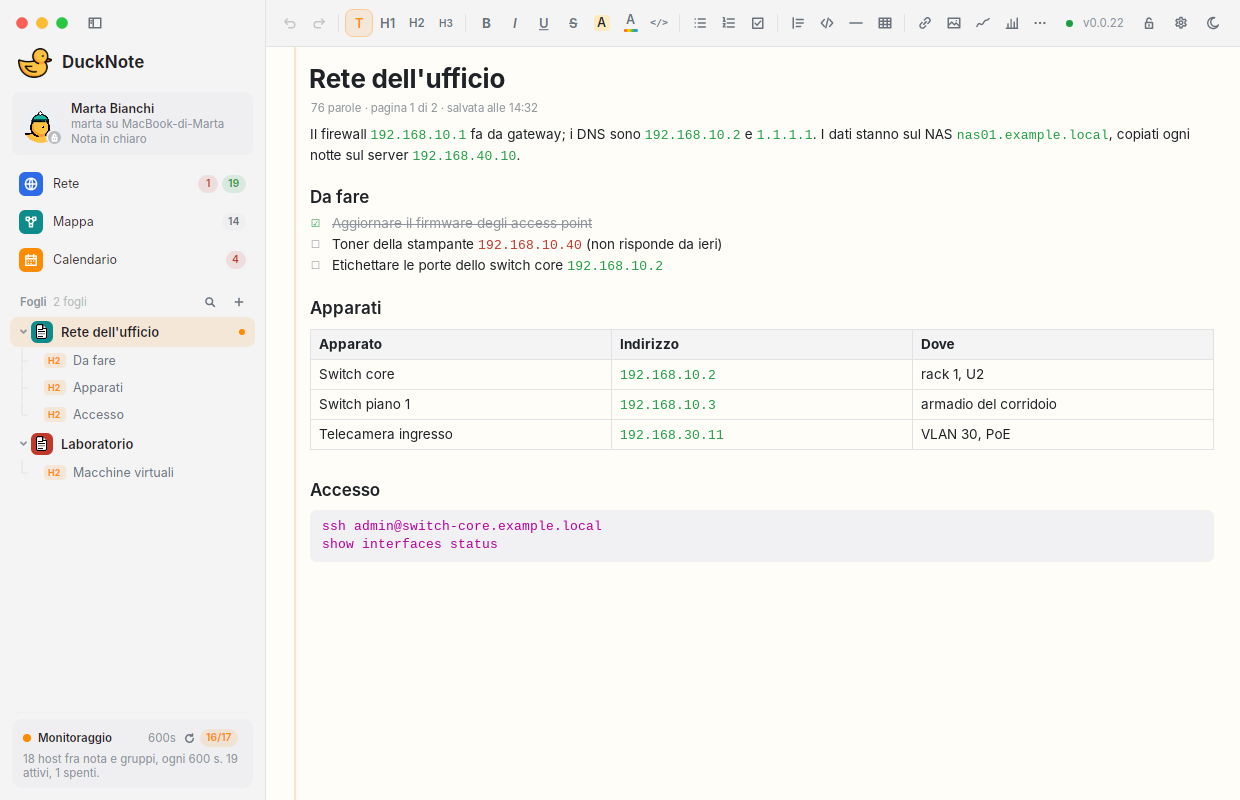 T H1 H2 H3 B I U S A A </> v0.0.22
DuckNote
Marta Bianchi
marta su MacBook-di-Marta
Nota in chiaro
Rete 1 19
Mappa 14
Calendario 4
Fogli 2 fogli
Rete dell'ufficio
H2 Da fare
H2 Apparati
H2 Accesso
Laboratorio
H2 Macchine virtuali
Monitoraggio 600s 16/17
18 host fra nota e gruppi, ogni 600 s. 19
attivi, 1 spenti.
Rete dell'ufficio
76 parole · pagina 1 di 2 · salvata alle 14:32
Il firewall 192.168.10.1 fa da gateway; i DNS sono 192.168.10.2 e 1.1.1.1. I dati stanno sul NAS nas01.example.local, copiati ogni
notte sul server 192.168.40.10.
Da fare
Aggiornare il firmware degli access point
Toner della stampante 192.168.10.40 (non risponde da ieri)
Etichettare le porte dello switch core 192.168.10.2
Apparati
Apparato Indirizzo Dove
Switch core 192.168.10.2 rack 1, U2
Switch piano 1 192.168.10.3 armadio del corridoio
Telecamera ingresso 192.168.30.11 VLAN 30, PoE
Accesso
ssh admin@switch-core.example.local
show interfaces status